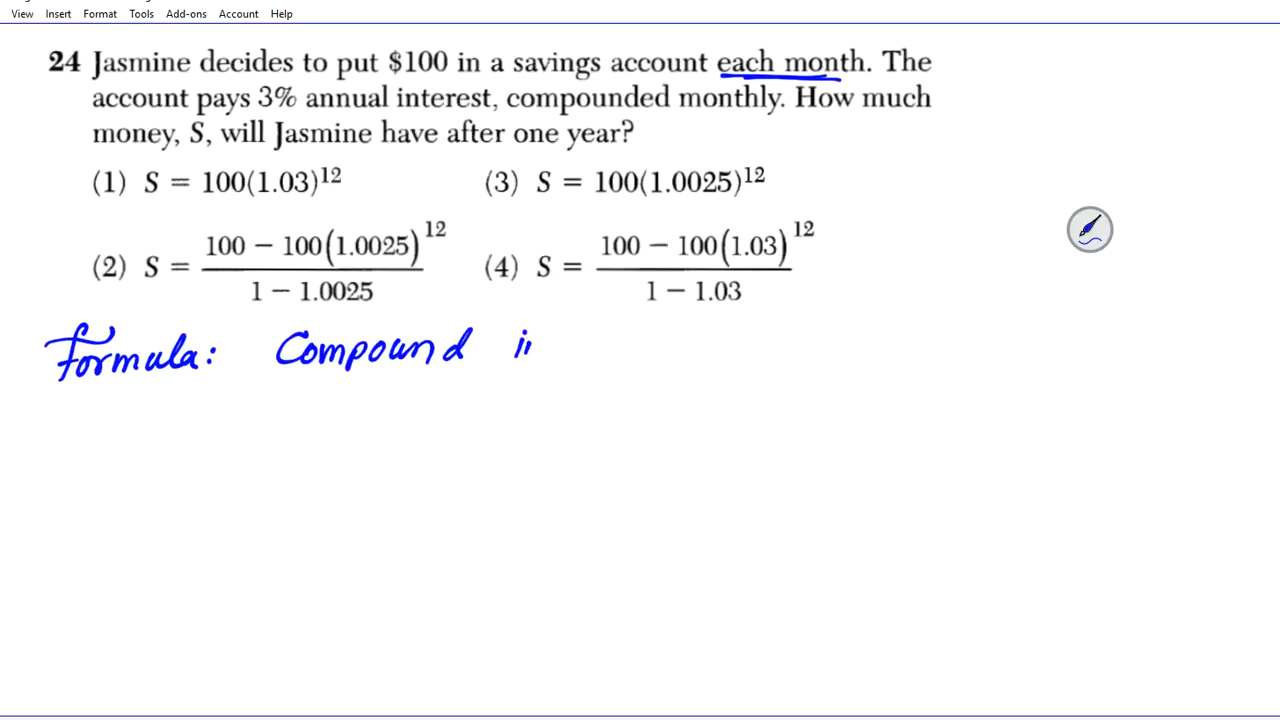 View Insert Format Tools Add-ons Account Help
24 Jasmine decides to put $100 in a savings account each month. The
account pays 3% annual interest, compounded monthly. How much
money, S, will Jasmine have after one year?
(1) S = 100(1.03)^12 (3) S = 100(1.0025)^12
(2) S = (100 − 100(1.0025)^12)/(1 − 1.0025) (4) S = (100 − 100(1.03)^12)/(1 − 1.03)
Formula: Compound